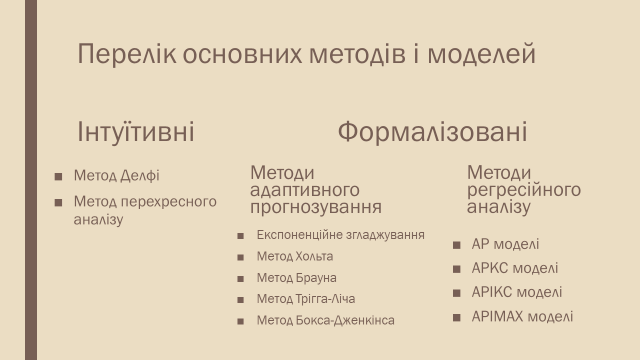 Перелік основних методів і моделей
Інтуїтивні
Метод Делфі
Метод перехресного
аналізу
Формалізовані
Методи
адаптивного
прогнозування
Експоненційне згладжування
Метод Хольта
Метод Брауна
Метод Трігга-Ліча
Метод Бокса-Дженкінса
Методи
регресійного
аналізу
АР моделі
АРКС моделі
АРІКС моделі
АРІМАХ моделі